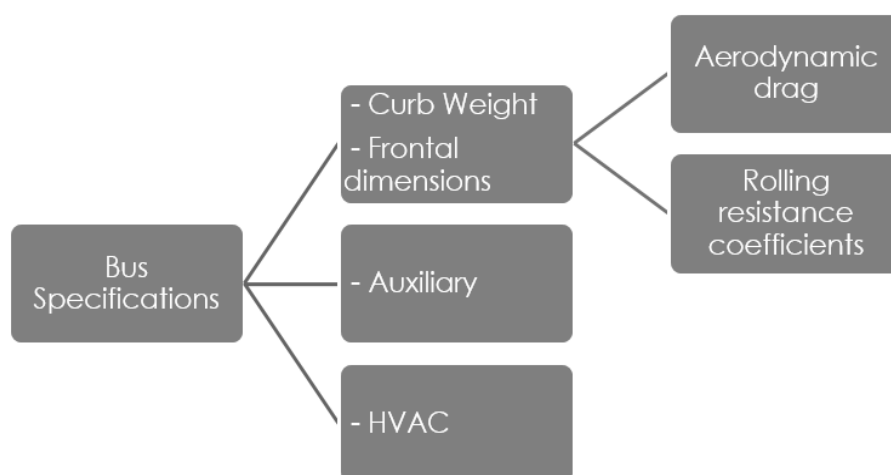 Bus
Specifications
- Curb Weight
- Frontal
dimensions
- Auxiliary
- HVAC
Aerodynamic
drag
Rolling
resistance
coefficients